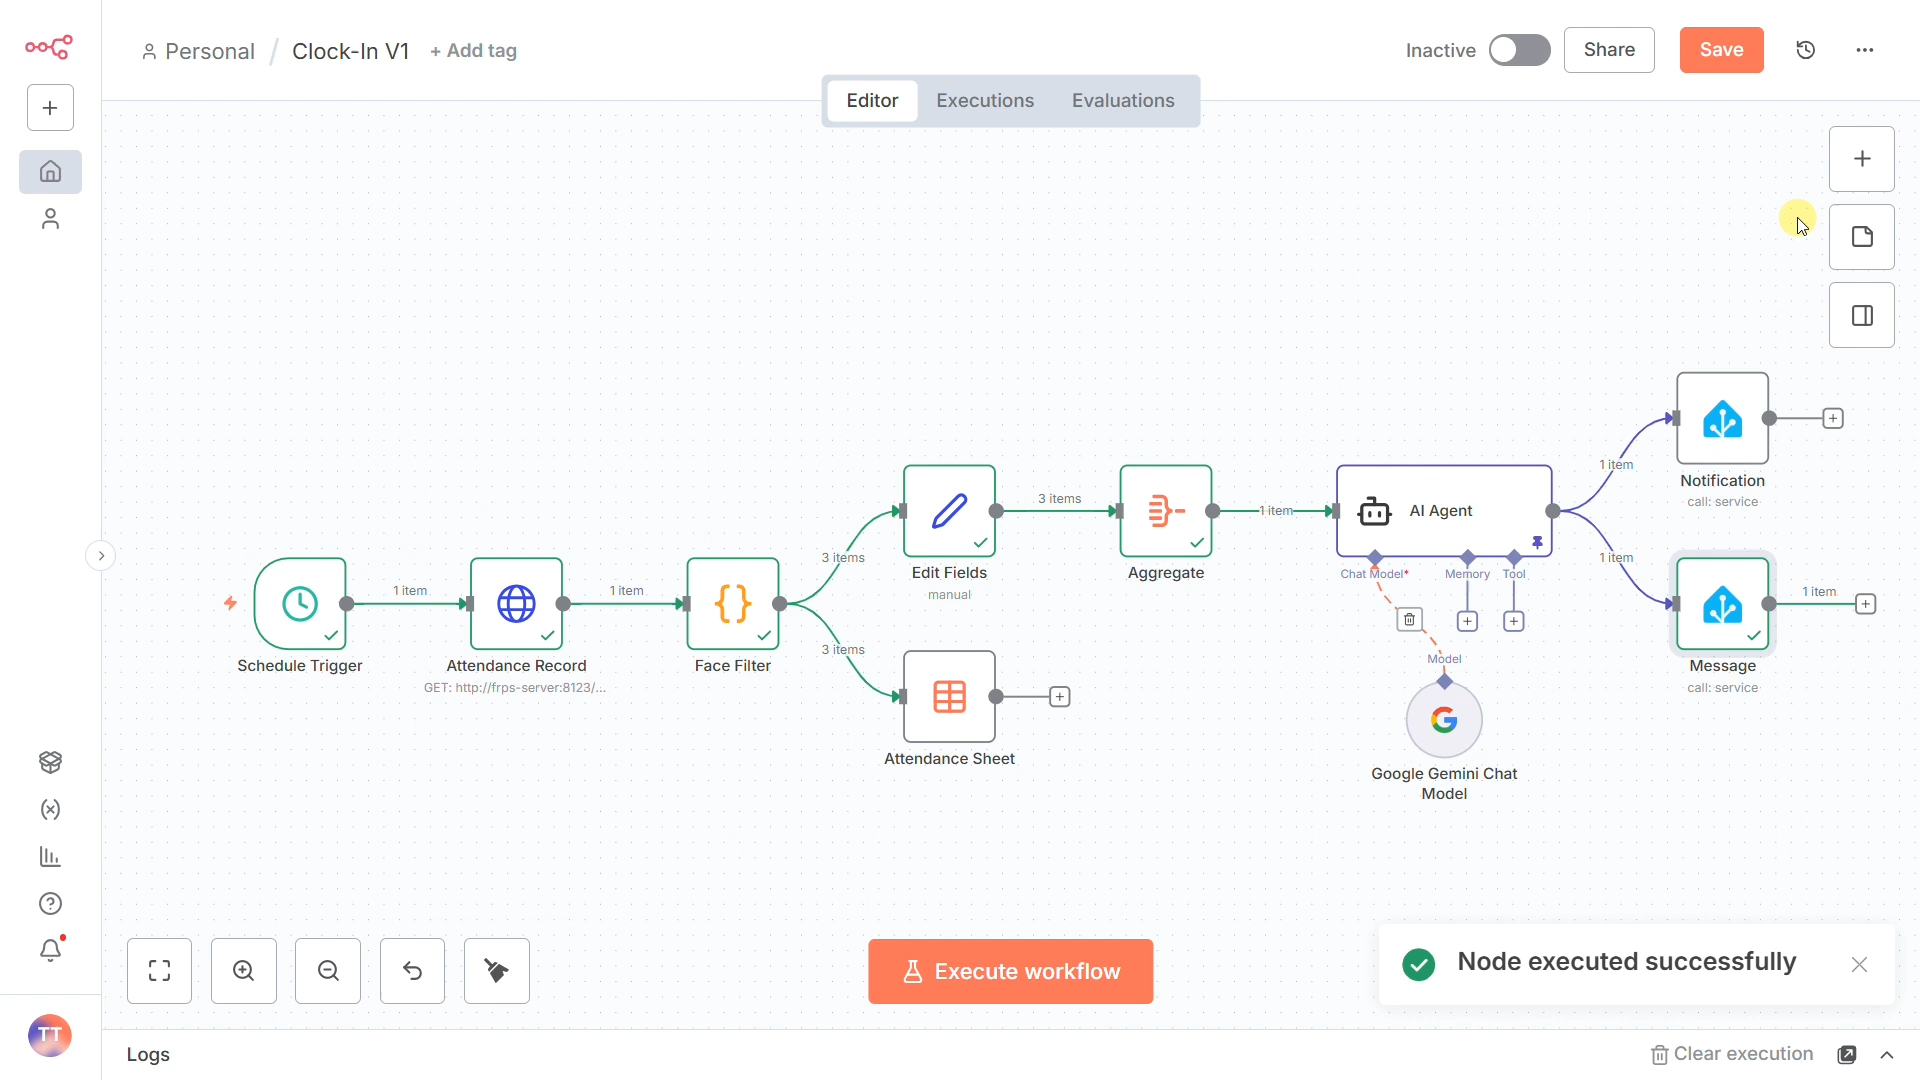 Personal / Clock-In V1 + Add tag
Inactive
Share
Save
Editor
Executions
Evaluations
1 item
Notification
call: service
3 items
1 item
AI Agent
3 items
Edit Fields
manual
Aggregate
Chat Model*
Memory
Tool
1 item
1 item
1 item
3 items
1 item
Schedule Trigger
Attendance Record
GET: http://frps-server:8123/...
Face Filter
Model
Message
call: service
Attendance Sheet
Google Gemini Chat
Model
Execute workflow
Node executed successfully
TT
Logs
Clear execution